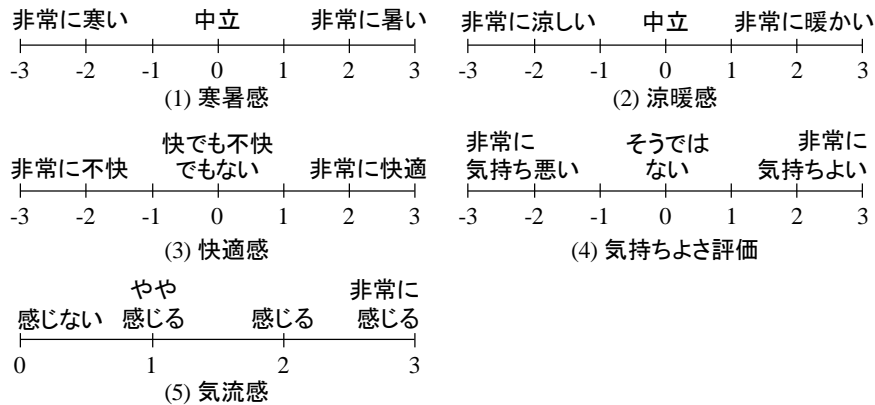 非常に寒い 中立 非常に暑い
-3 -2 -1 0 1 2 3
(1) 寒暑感
非常に涼しい 中立 非常に暖かい
-3 -2 -1 0 1 2 3
(2) 涼暖感
快でも不快
非常に不快 でもない 非常に快適
-3 -2 -1 0 1 2 3
(3) 快適感
非常に そうでは 非常に
気持ち悪い ない 気持ちよい
-3 -2 -1 0 1 2 3
(4) 気持ちよさ評価
やや 非常に
感じない 感じる 感じる 感じる
0 1 2 3
(5) 気流感